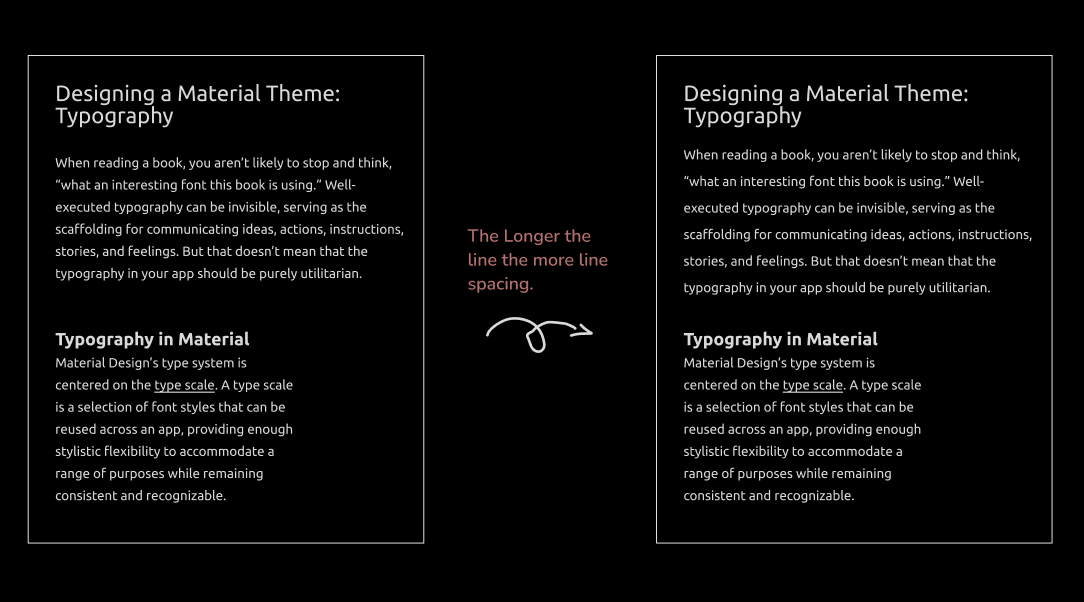 Designing a Material Theme:
Typography
When reading a book, you aren’t likely to stop and think,
“what an interesting font this book is using.” Well-
executed typography can be invisible, serving as the
scaffolding for communicating ideas, actions, instructions,
stories, and feelings. But that doesn’t mean that the
typography in your app should be purely utilitarian.
Typography in Material
Material Design’s type system is
centered on the type scale. A type scale
is a selection of font styles that can be
reused across an app, providing enough
stylistic flexibility to accommodate a
range of purposes while remaining
consistent and recognizable.
The Longer the
line the more line
spacing.
Designing a Material Theme:
Typography
When reading a book, you aren’t likely to stop and think,
“what an interesting font this book is using.” Well-
executed typography can be invisible, serving as the
scaffolding for communicating ideas, actions, instructions,
stories, and feelings. But that doesn’t mean that the
typography in your app should be purely utilitarian.
Typography in Material
Material Design’s type system is
centered on the type scale. A type scale
is a selection of font styles that can be
reused across an app, providing enough
stylistic flexibility to accommodate a
range of purposes while remaining
consistent and recognizable.